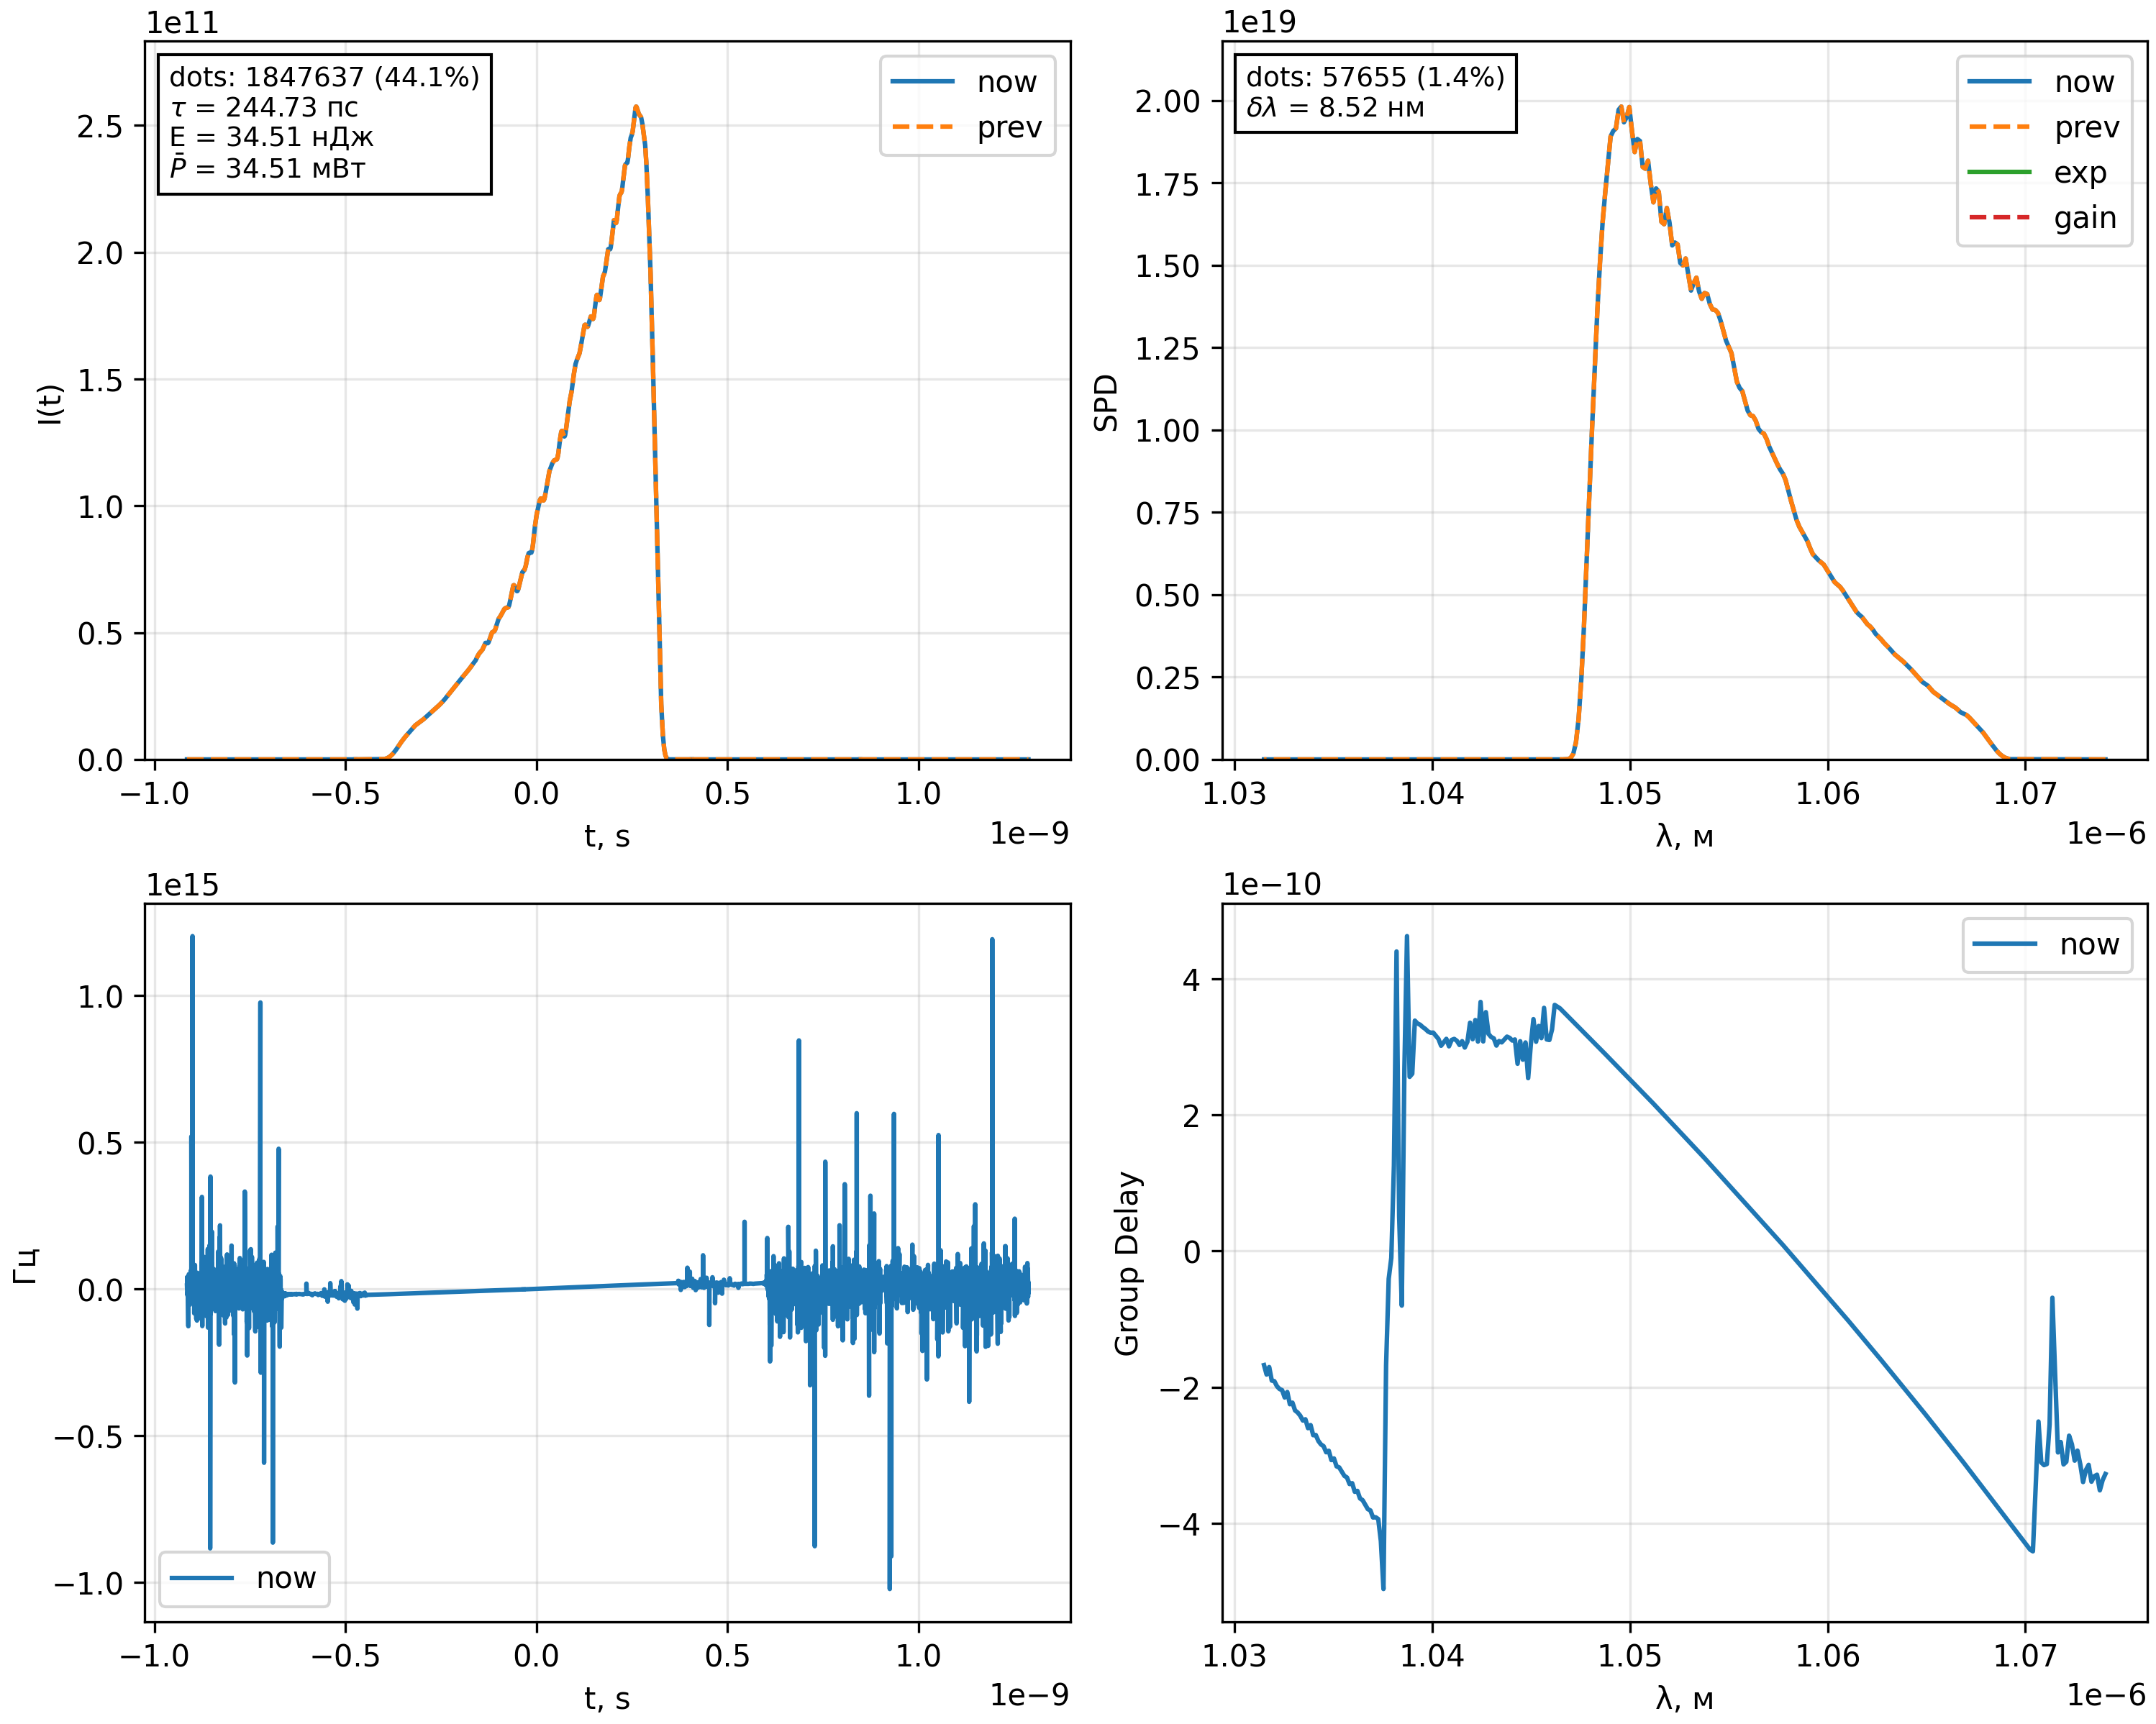 1e11
dots: 1847637 (44.1%)
τ = 244.73 пс
E = 34.51 нДж
P̄ = 34.51 мВт
now
prev
2.5
2.0
1.5
1.0
0.5
0.0
I(t)
−1.0
−0.5
0.0
0.5
1.0
t, s
1e−9
1e19
dots: 57655 (1.4%)
δλ = 8.52 нм
now
prev
exp
gain
2.00
1.75
1.50
1.25
1.00
0.75
0.50
0.25
0.00
SPD
1.03
1.04
1.05
1.06
1.07
λ, м
1e−6
1e15
1.0
0.5
0.0
−0.5
−1.0
Гц
now
−1.0
−0.5
0.0
0.5
1.0
t, s
1e−9
1e−10
now
4
2
0
−2
−4
Group Delay
1.03
1.04
1.05
1.06
1.07
λ, м
1e−6